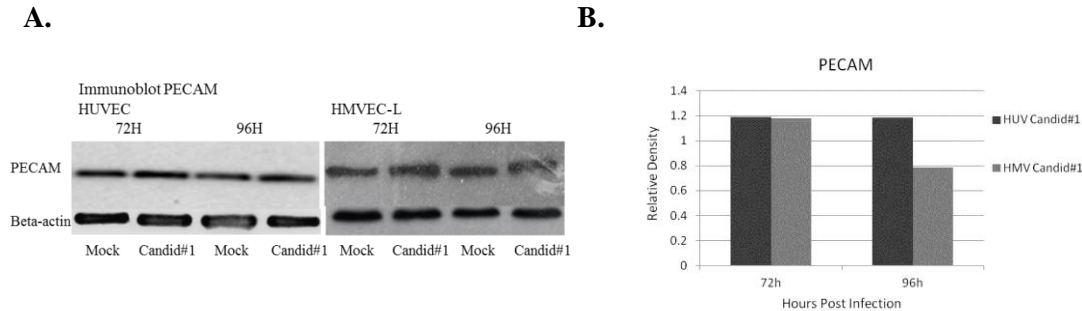 A.
Immunoblot PECAM
HUVEC
HMVEC-L
72H 96H
72H 96H
PECAM
Beta-actin
Mock Candid#1 Mock Candid#1
Mock Candid#1 Mock Candid#1
B.
PECAM
1.4
1.2
1
0.8
0.6
0.4
0.2
0
Relative Density
72h 96h
Hours Post Infection
HUV Candid#1
HMV Candid#1